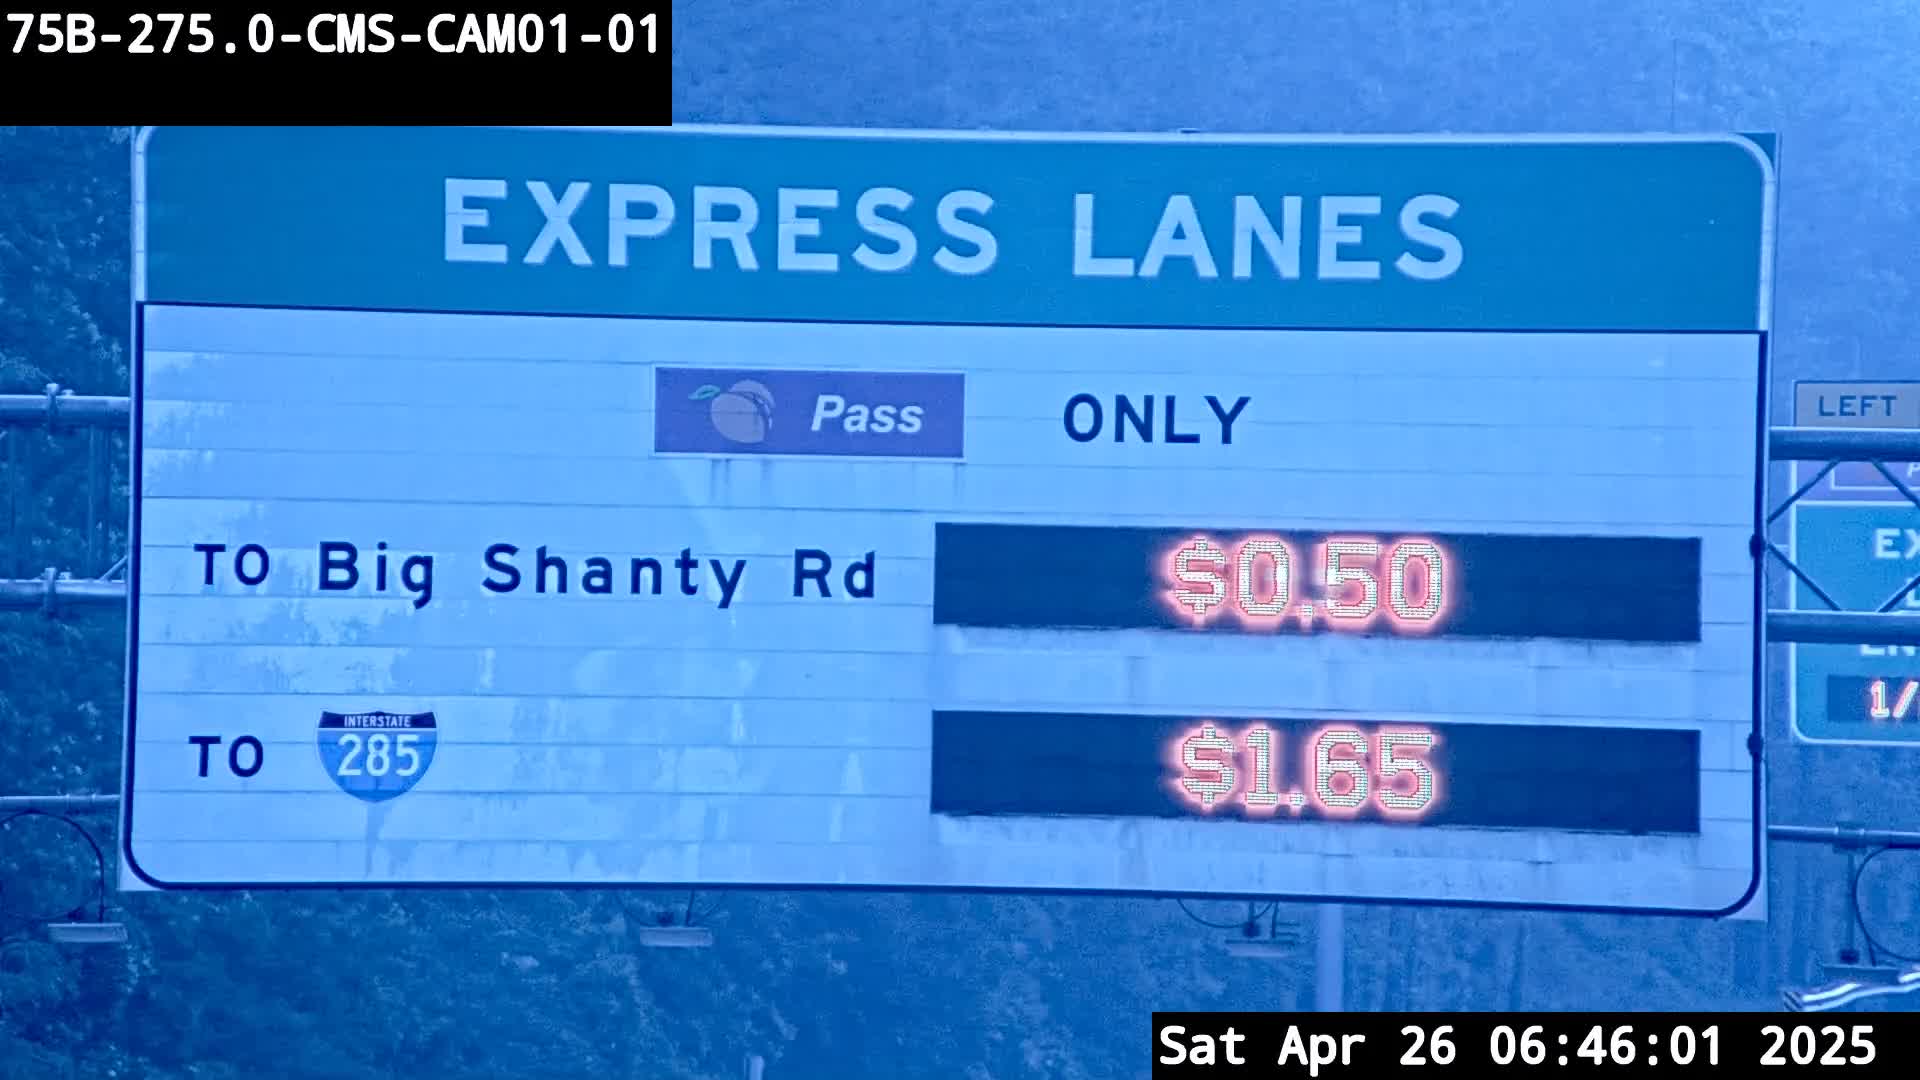 75B-275.0-CMS-CAM01-01
EXPRESS LANES
Pass ONLY
TO Big Shanty Rd $0.50
INTERSTATE
TO 285 $1.65
LEFT
1/
Sat Apr 26 06:46:01 2025